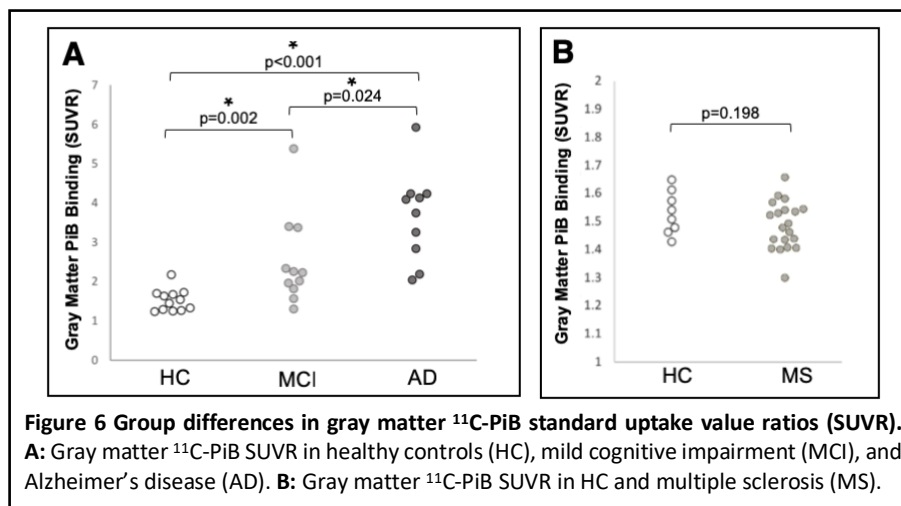 A
*
p<0.001
*
p=0.002
*
p=0.024
Gray Matter PiB Binding (SUVR)
7
6
5
4
3
2
1
0
HC MCI AD
B
p=0.198
Gray Matter PiB Binding (SUVR)
2
1.9
1.8
1.7
1.6
1.5
1.4
1.3
1.2
1.1
1
HC MS
Figure 6 Group differences in gray matter ¹¹C-PiB standard uptake value ratios (SUVR).
A: Gray matter ¹¹C-PiB SUVR in healthy controls (HC), mild cognitive impairment (MCI), and
Alzheimer's disease (AD). B: Gray matter ¹¹C-PiB SUVR in HC and multiple sclerosis (MS).